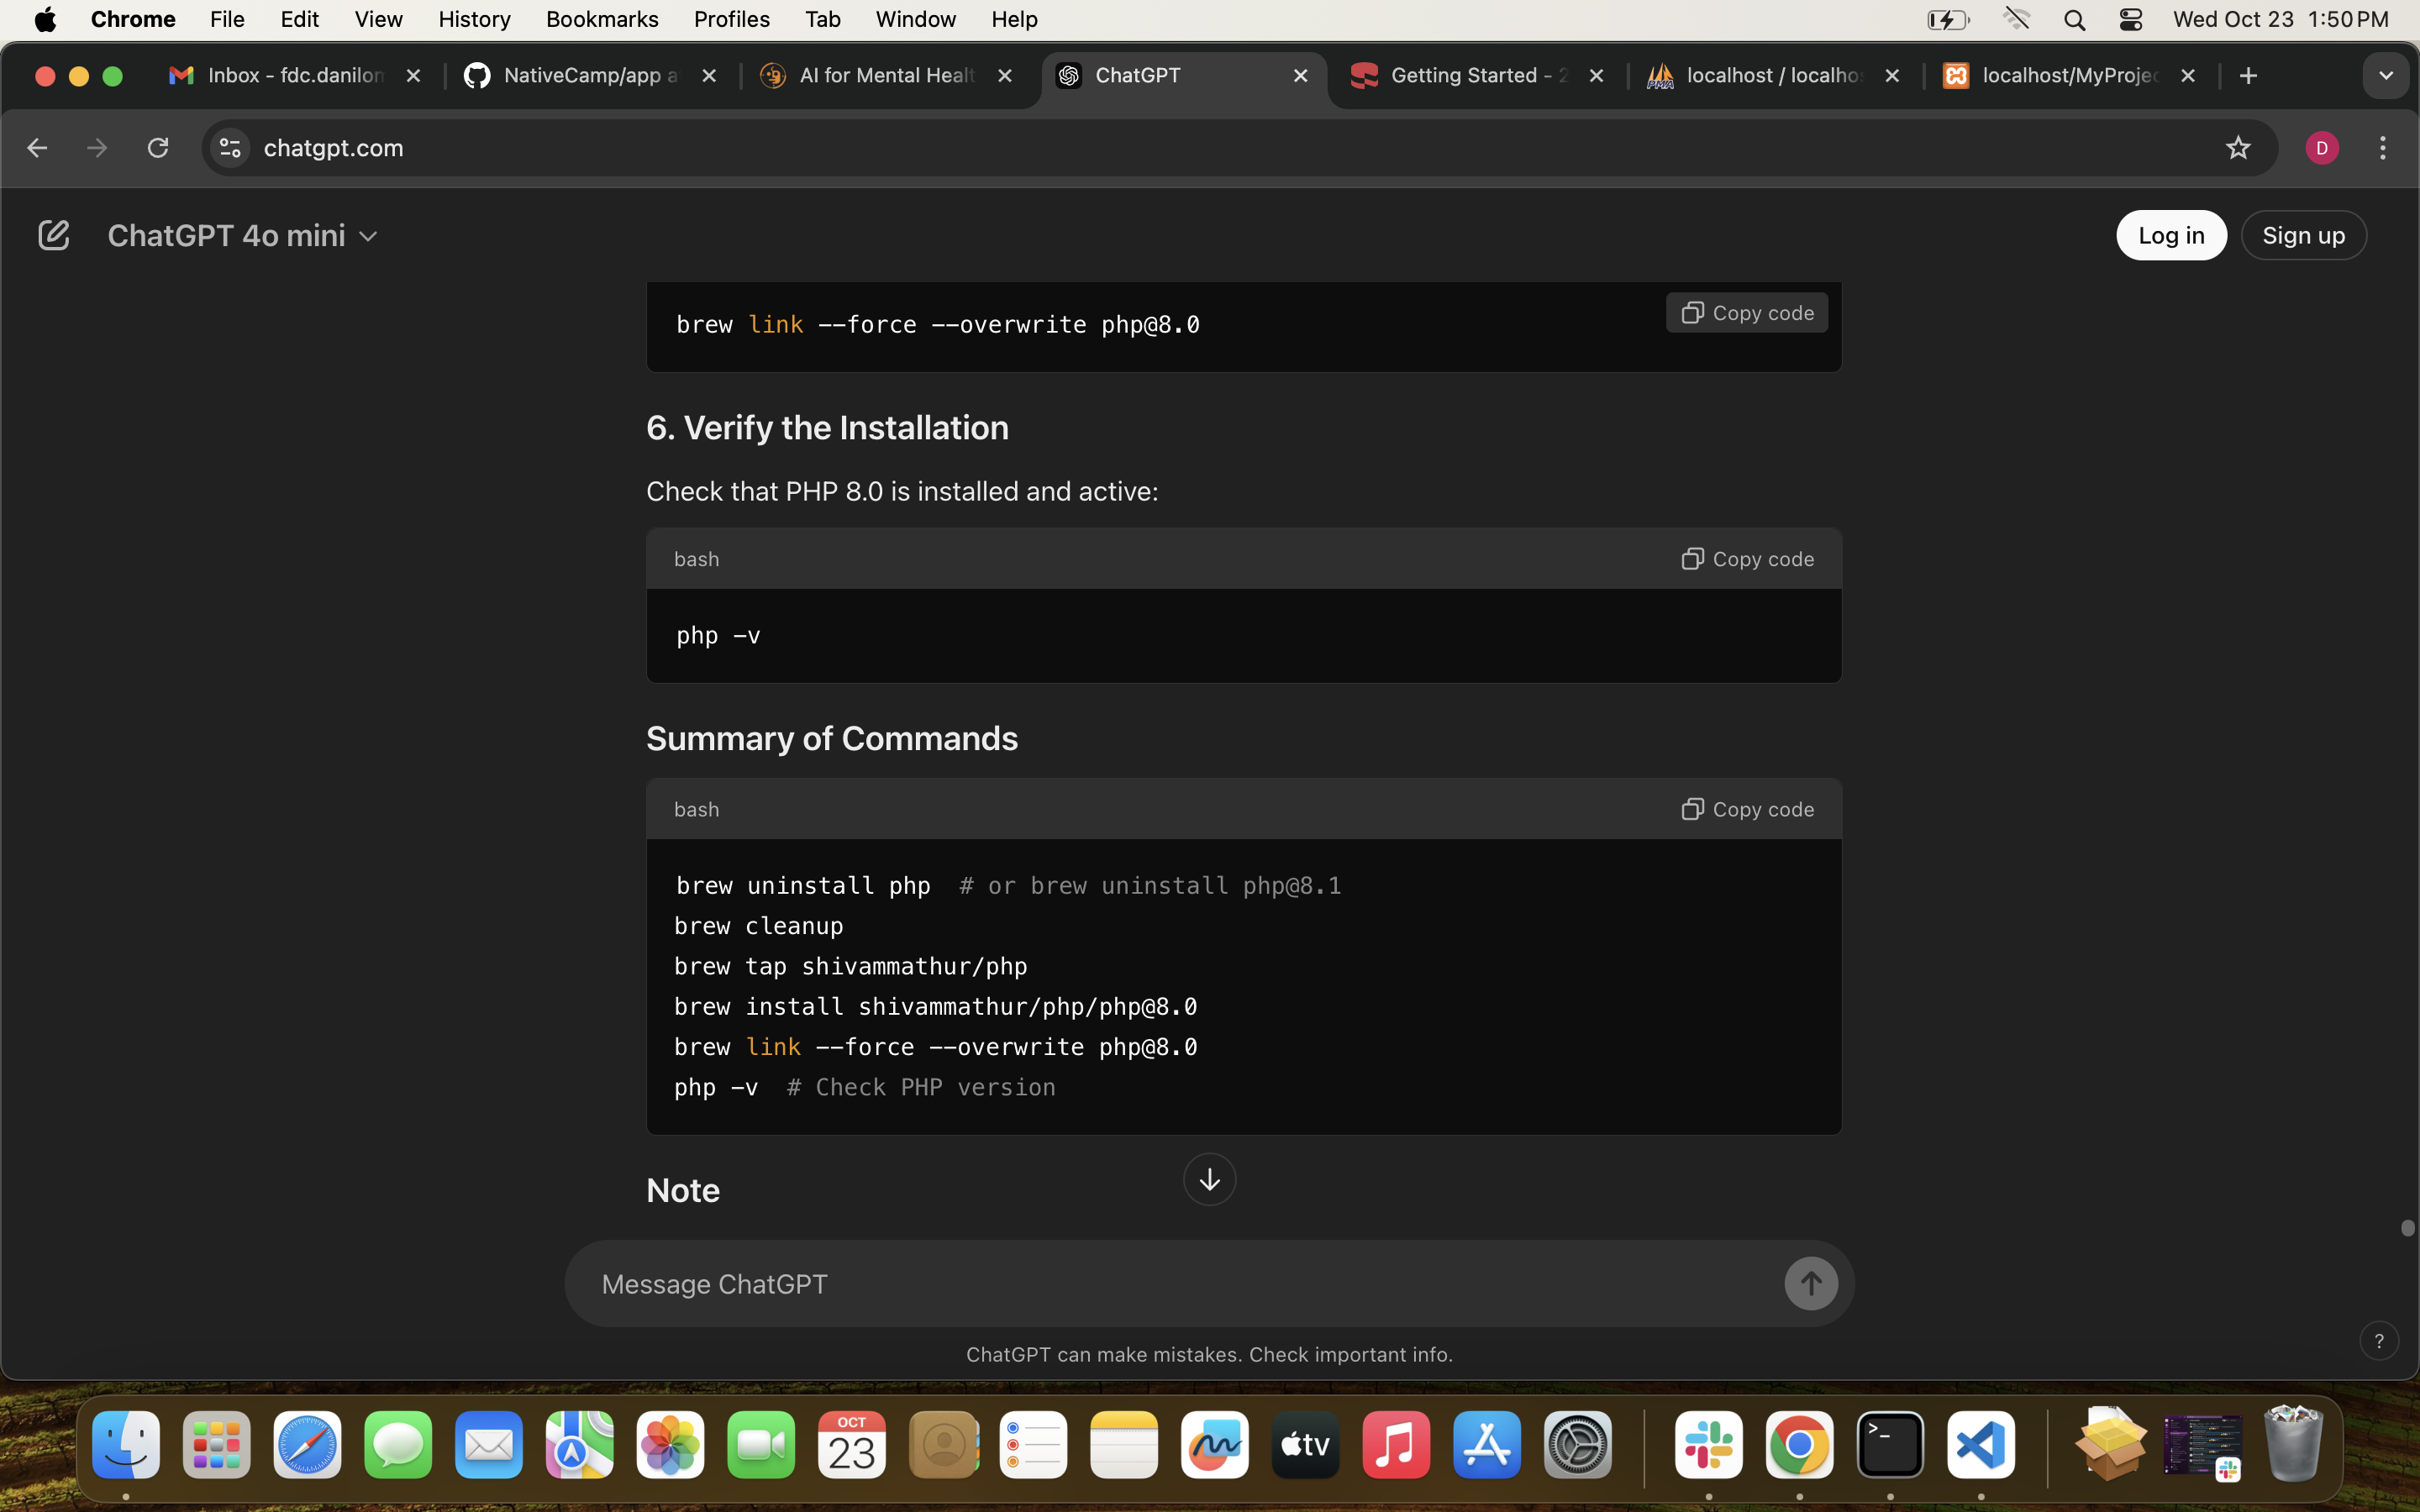 Chrome File Edit View History Bookmarks Profiles Tab Window Help Wed Oct 23 1:50 PM
Inbox - fdc.danilom NativeCamp/app a AI for Mental Healt ChatGPT Getting Started - 2 localhost / localhos localhost/MyProjec
chatgpt.com D
ChatGPT 4o mini Log in Sign up
Copy code
brew link --force --overwrite php@8.0
6. Verify the Installation
Check that PHP 8.0 is installed and active:
bash Copy code
php -v
Summary of Commands
bash Copy code
brew uninstall php # or brew uninstall php@8.1
brew cleanup
brew tap shivammathur/php
brew install shivammathur/php/php@8.0
brew link --force --overwrite php@8.0
php -v # Check PHP version
Note
Message ChatGPT
ChatGPT can make mistakes. Check important info.
?
OCT
23
tv
>_